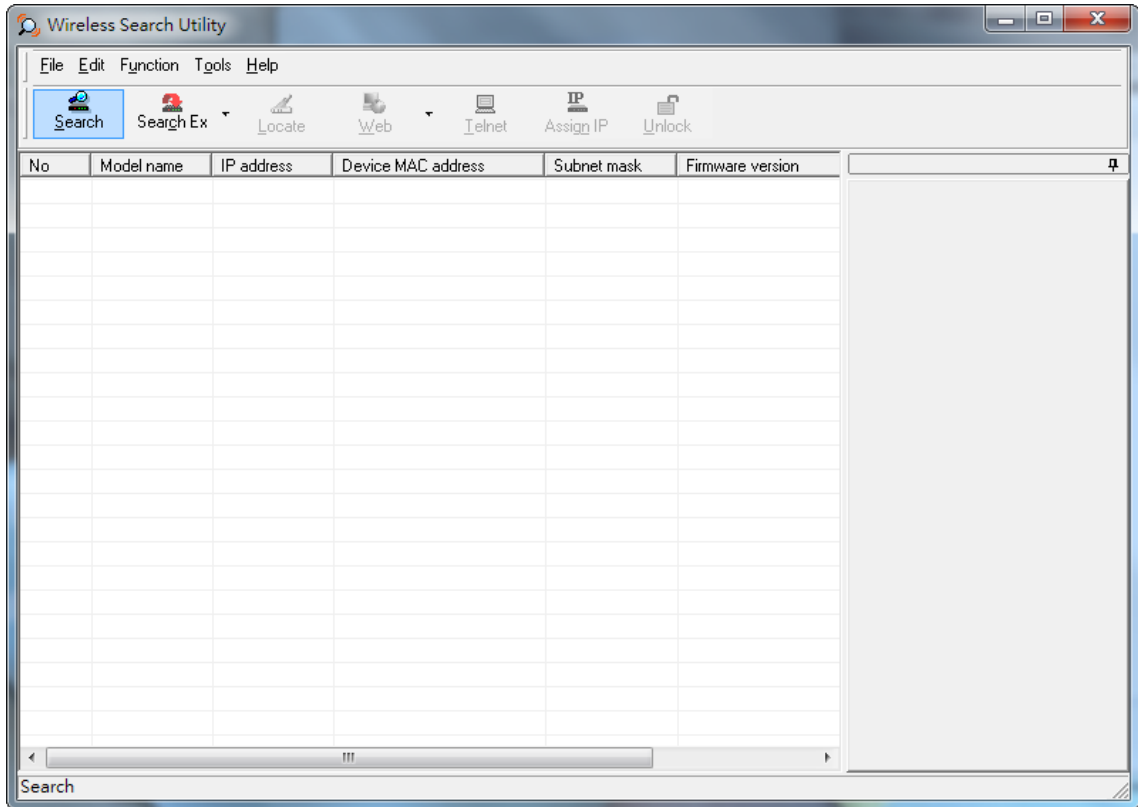 Wireless Search Utility
File Edit Function Tools Help
Search Search Ex Locate Web Telnet Assign IP Unlock
No Model name IP address Device MAC address Subnet mask Firmware version
Search